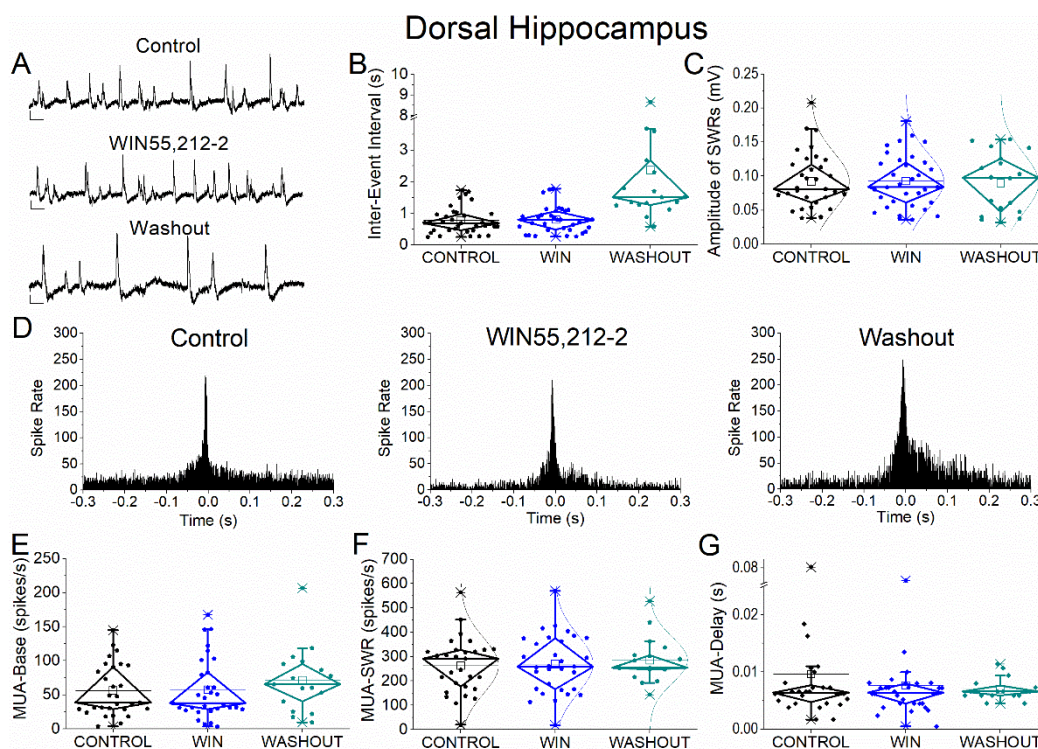 Dorsal Hippocampus
A
Control
WIN55,212-2
Washout
B
Inter-Event Interval (s)
10
9
8
3
2
1
0
CONTROL WIN WASHOUT
C
Amplitude of SWRs (mV)
0.25
0.20
0.15
0.10
0.05
0.00
CONTROL WIN WASHOUT
D
Control
Spike Rate
300
250
200
150
100
50
0
-0.3 -0.2 -0.1 0.0 0.1 0.2 0.3
Time (s)
WIN55,212-2
Spike Rate
300
250
200
150
100
50
0
-0.3 -0.2 -0.1 0.0 0.1 0.2 0.3
Time (s)
Washout
Spike Rate
300
250
200
150
100
50
0
-0.3 -0.2 -0.1 0.0 0.1 0.2 0.3
Time (s)
E
MUA-Base (spikes/s)
250
200
150
100
50
0
CONTROL WIN WASHOUT
F
MUA-SWR (spikes/s)
700
600
500
400
300
200
100
0
CONTROL WIN WASHOUT
G
MUA-Delay (s)
0.08
0.02
0.01
0.00
CONTROL WIN WASHOUT